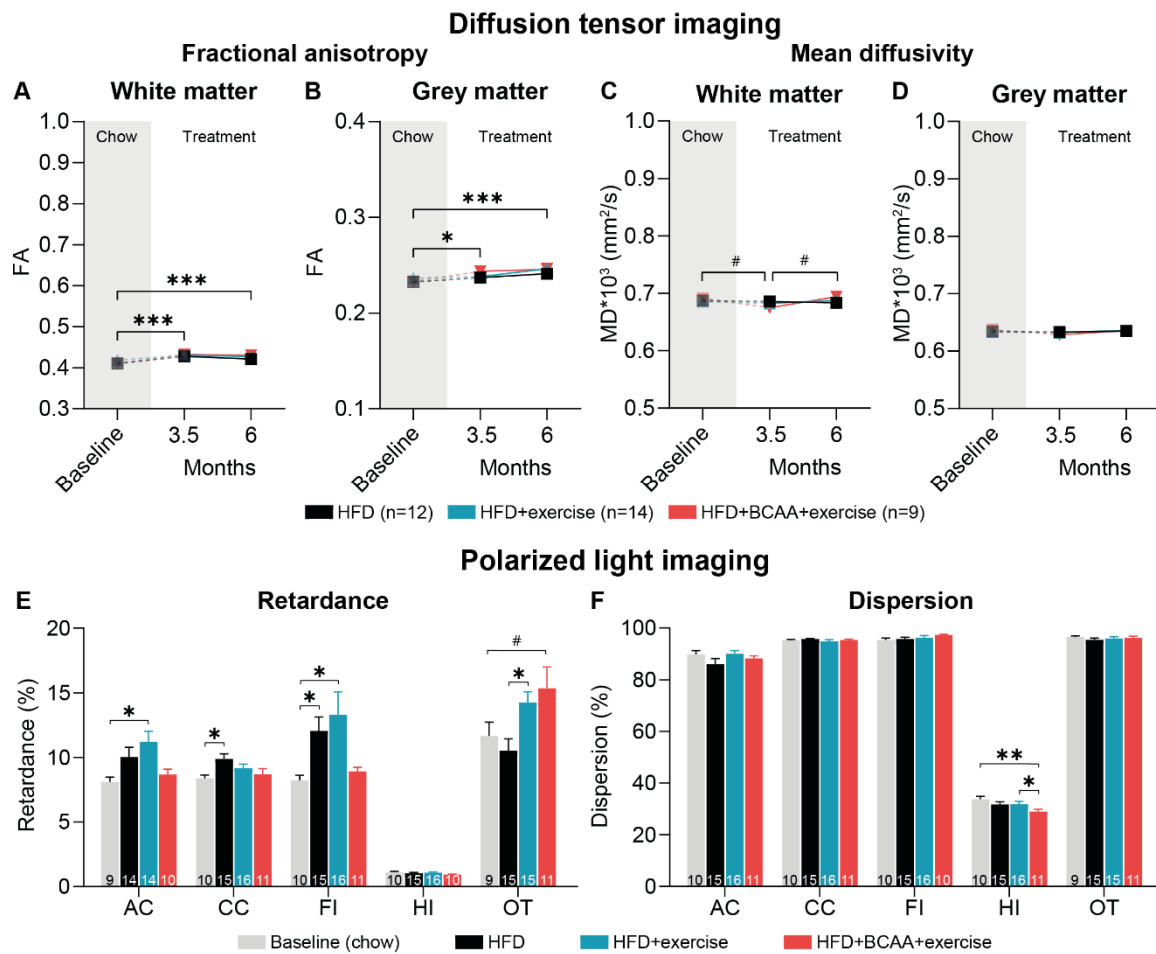 Diffusion tensor imaging
Fractional anisotropy
Mean diffusivity
A White matter
Chow Treatment
***
***
FA
1.0
0.9
0.8
0.7
0.6
0.5
0.4
0.3
Baseline 3.5 6
Months
B Grey matter
Chow Treatment
***
*
FA
0.4
0.3
0.2
0.1
Baseline 3.5 6
Months
C White matter
Chow Treatment
# #
MD*10³ (mm²/s)
1.0
0.9
0.8
0.7
0.6
0.5
Baseline 3.5 6
Months
D Grey matter
Chow Treatment
MD*10³ (mm²/s)
1.0
0.9
0.8
0.7
0.6
0.5
Baseline 3.5 6
Months
HFD (n=12) HFD+exercise (n=14) HFD+BCAA+exercise (n=9)
Polarized light imaging
E Retardance
Retardance (%)
20
15
10
5
0
#
* * * * *
9 14 14 10 10 15 16 11 10 15 16 11 10 15 16 10 9 15 15 11
AC CC FI HI OT
F Dispersion
Dispersion (%)
100
80
60
40
20
0
**
*
10 15 16 11 10 15 16 11 10 15 16 10 10 15 16 11 9 15 15 11
AC CC FI HI OT
Baseline (chow) HFD HFD+exercise HFD+BCAA+exercise